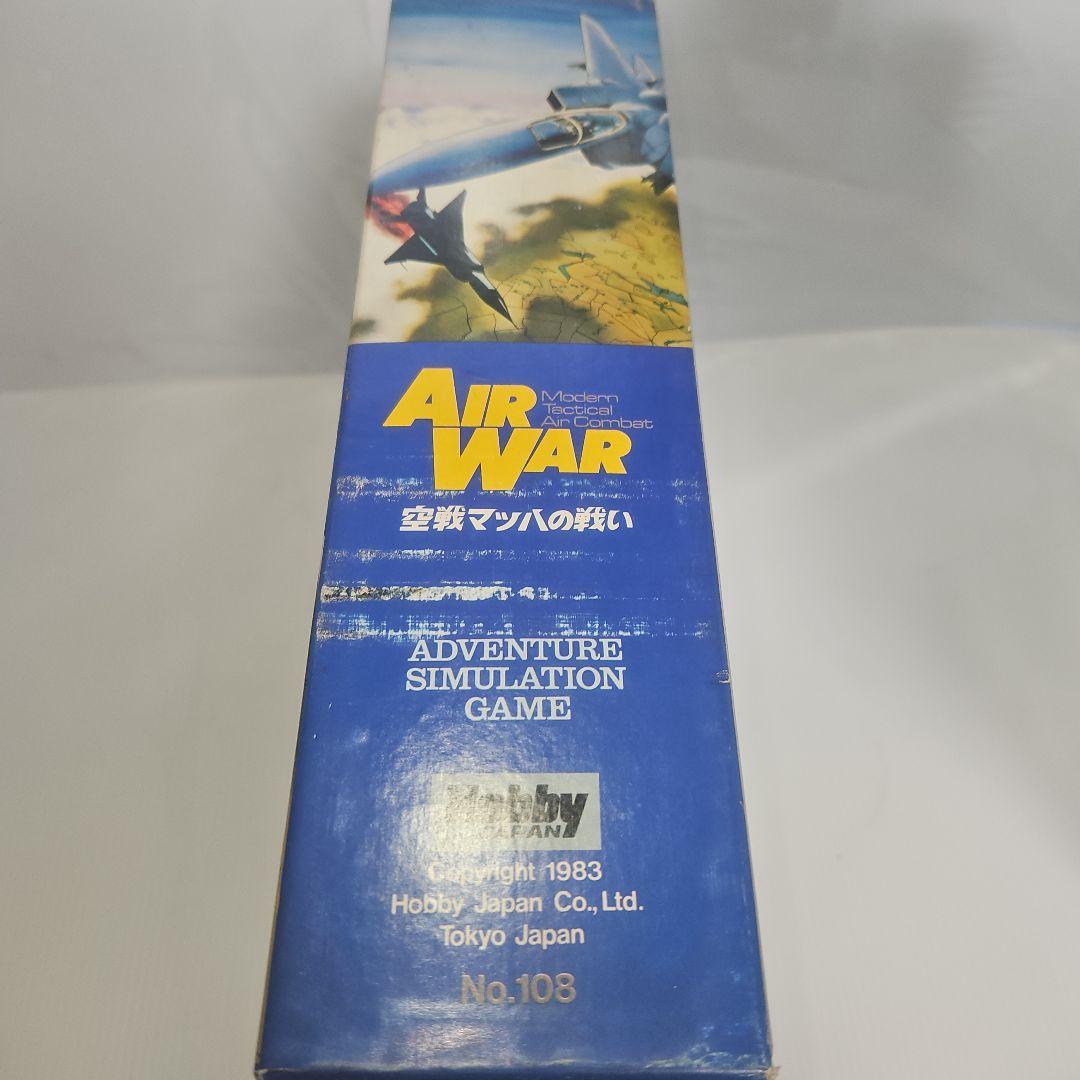 AIR WAR
Modern
Tactical
Air Combat
空戦マッハの戦い
ADVENTURE
SIMULATION
GAME
Hobby
JAPAN
Copyright 1983
Hobby Japan Co., Ltd.
Tokyo Japan
No.108